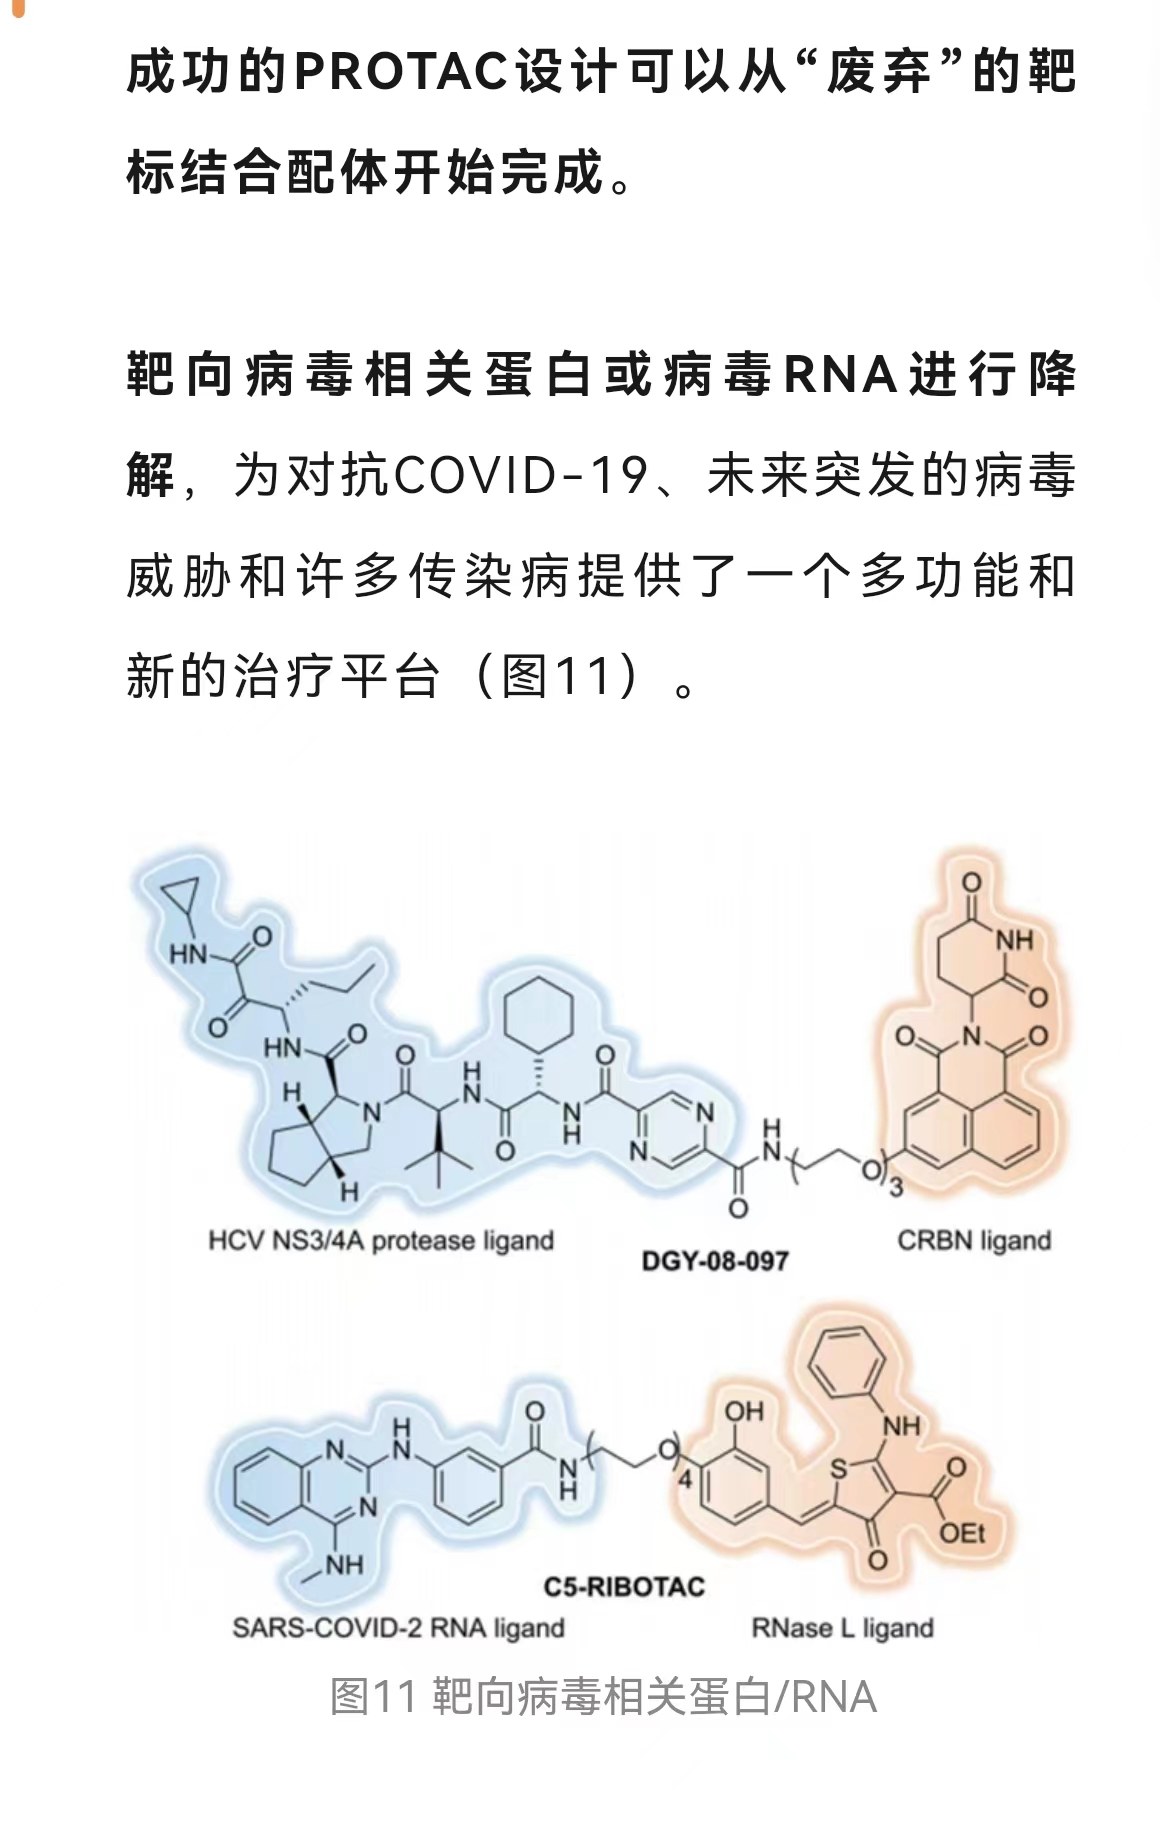 成功的PROTAC设计可以从“废弃”的靶
标结合配体开始完成。
靶向病毒相关蛋白或病毒RNA进行降
解，为对抗COVID-19、未来突发的病毒
威胁和许多传染病提供了一个多功能和
新的治疗平台（图11）。
O
O
NH
HN
O
O
O
N
O
O
HN
O
O
H
N
O
H
N
O
N
H
N
N
H
N
O
O
3
H
HCV NS3/4A protease ligand
CRBN ligand
DGY-08-097
OH
O
H
N
N
N
N
H
O
4
NH
S
O
OEt
O
NH
C5-RIBOTAC
SARS-COVID-2 RNA ligand
RNase L ligand
图11 靶向病毒相关蛋白/RNA